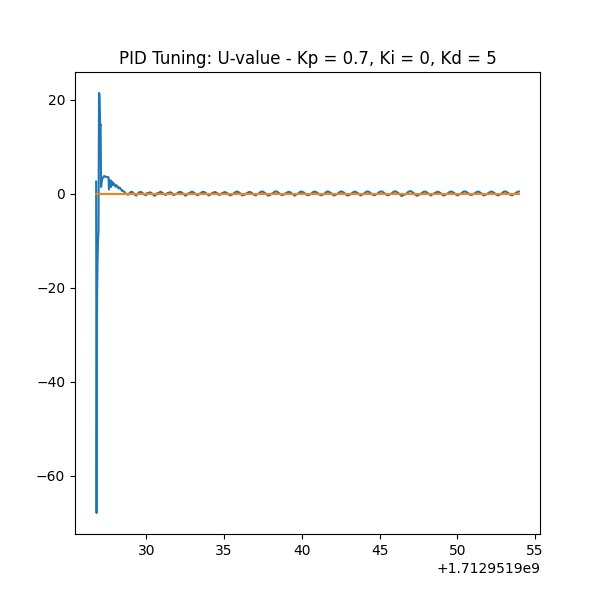 PID Tuning: U-value - Kp = 0.7, Ki = 0, Kd = 5
20
0
−20
−40
−60
30 35 40 45 50 55
+1.7129519e9